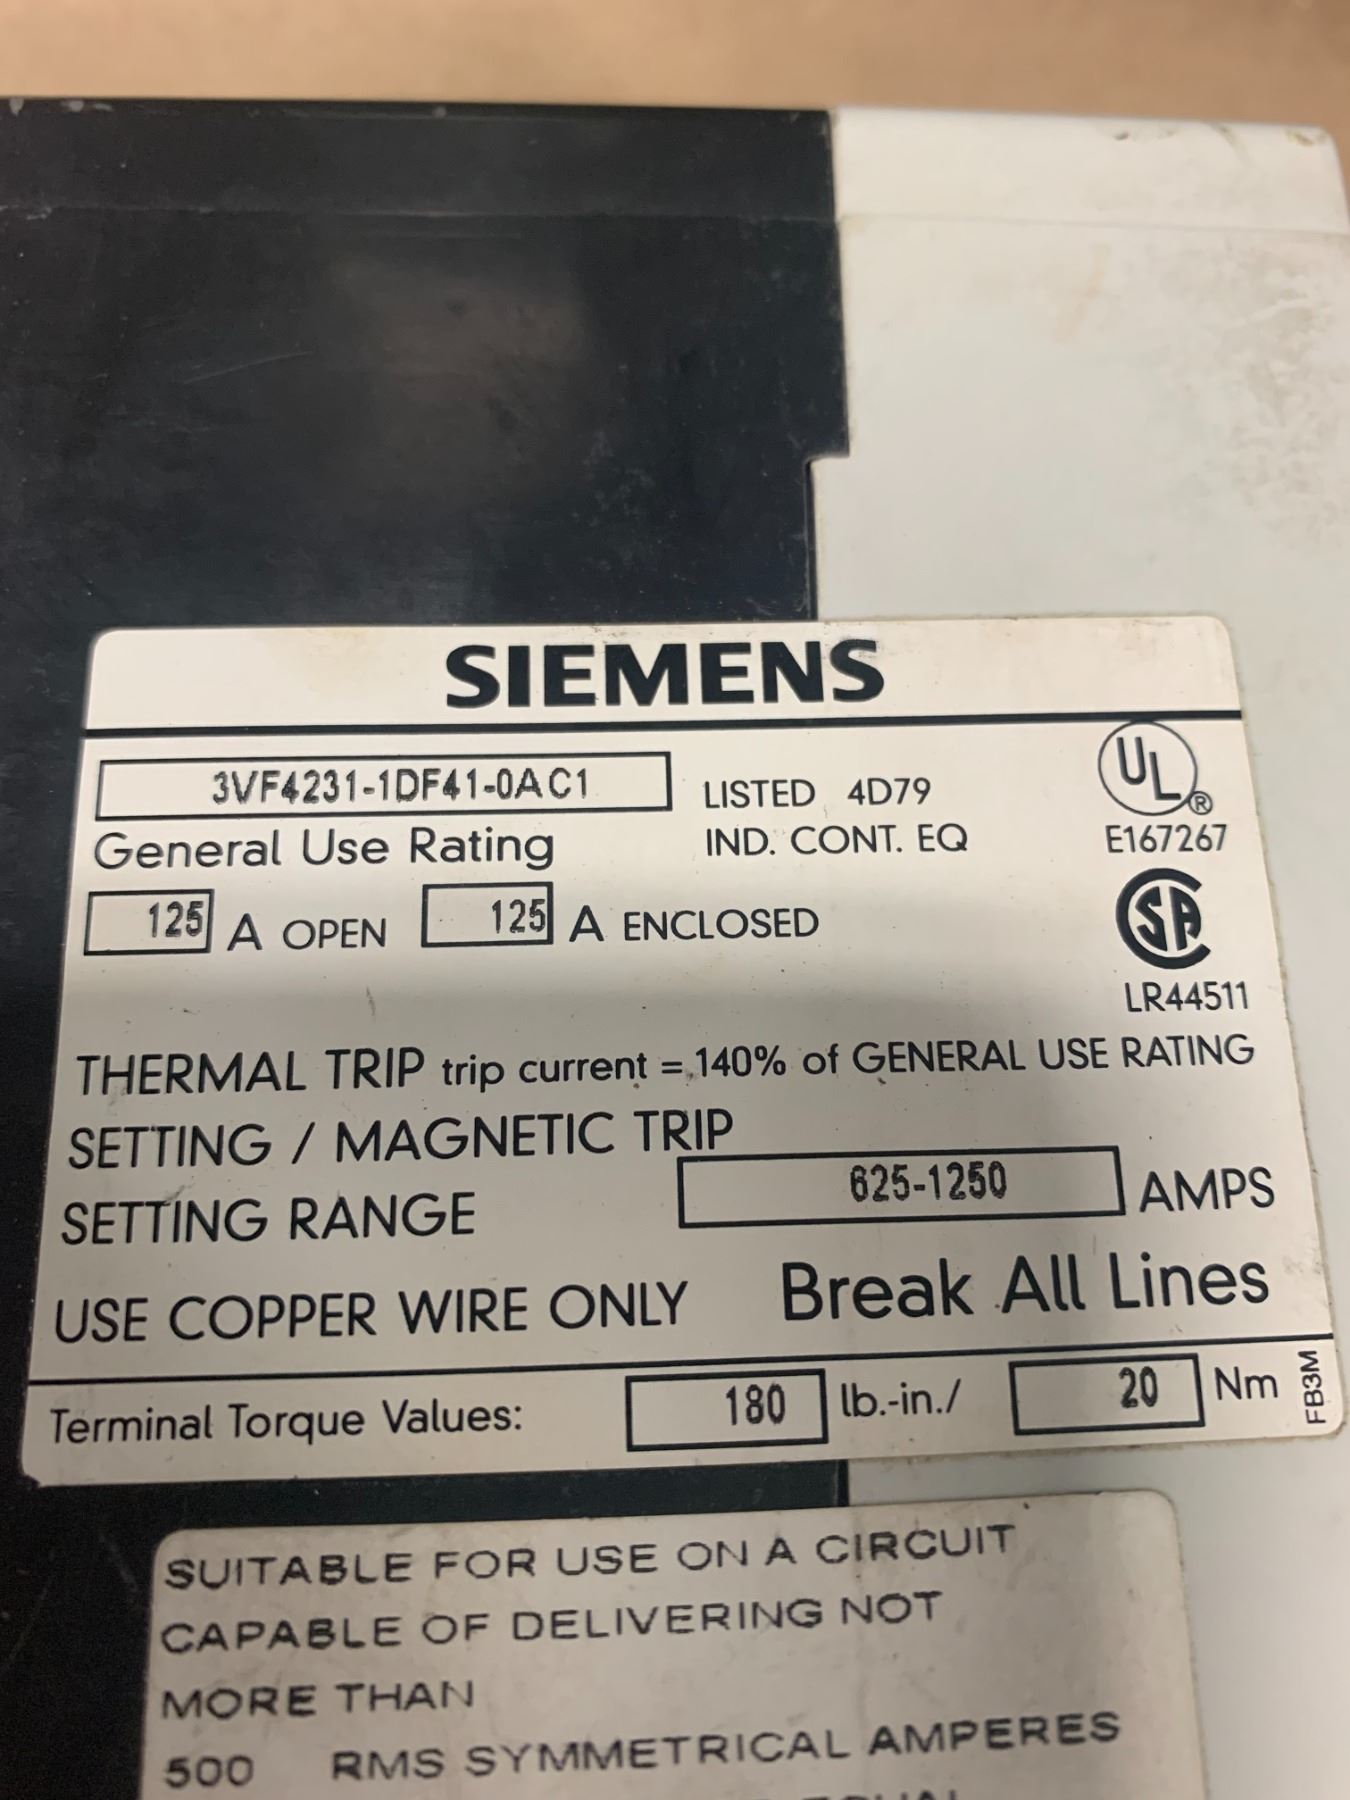 SIEMENS
3VF4231-1DF41-0AC1
LISTED 4D79
UL ®
General Use Rating
IND. CONT. EQ
E167267
125 A OPEN 125 A ENCLOSED
SA
LR44511
THERMAL TRIP trip current = 140% of GENERAL USE RATING
SETTING / MAGNETIC TRIP
SETTING RANGE 625-1250 AMPS
USE COPPER WIRE ONLY Break All Lines
Terminal Torque Values: 180 lb.-in./ 20 Nm
FB3M
SUITABLE FOR USE ON A CIRCUIT
CAPABLE OF DELIVERING NOT
MORE THAN
500 RMS SYMMETRICAL AMPERES